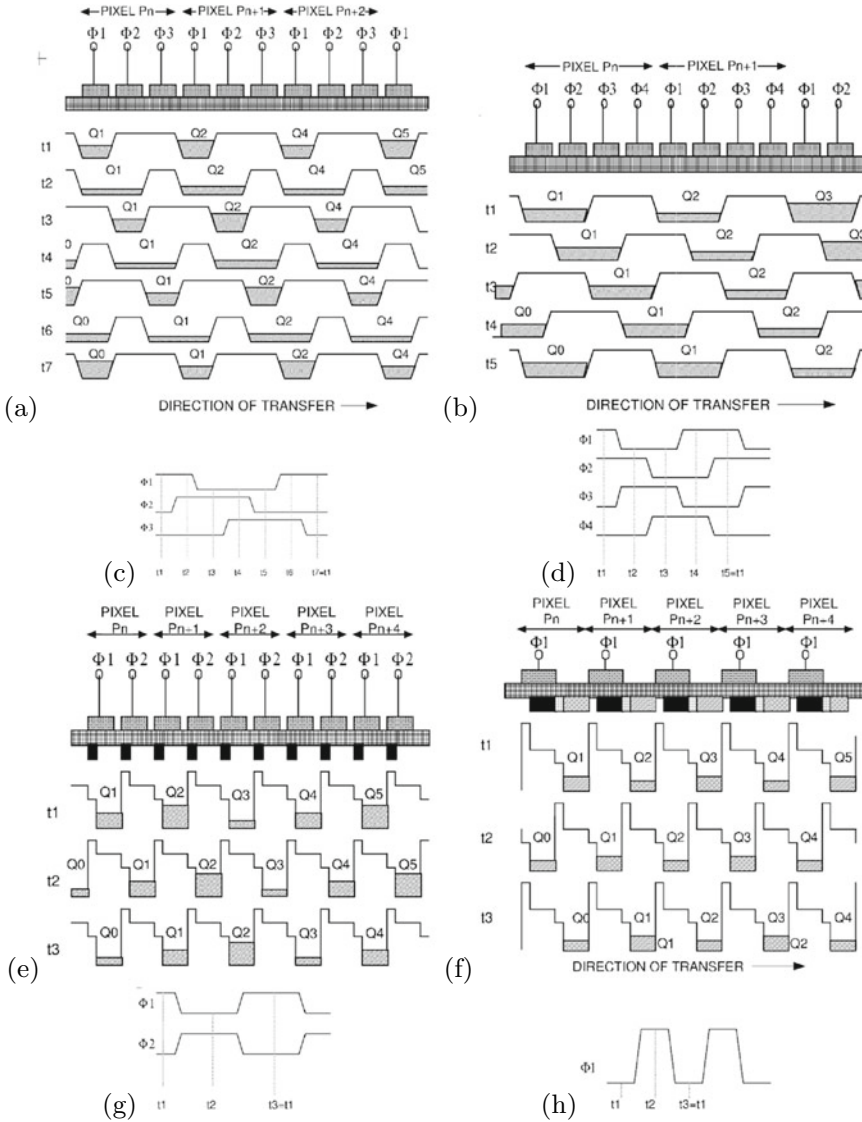 PIXEL Pn PIXEL Pn+1 PIXEL Pn+2
Φ1 Φ2 Φ3 Φ1 Φ2 Φ3 Φ1 Φ2 Φ3 Φ1
t1 Q1 Q2 Q4 Q5
t2 Q1 Q2 Q4 Q5
t3 Q1 Q2 Q4
t4 Q1 Q2 Q4
t5 Q1 Q2 Q4
t6 Q0 Q1 Q2 Q4
t7 Q0 Q1 Q2 Q4
(a) DIRECTION OF TRANSFER
PIXEL Pn PIXEL Pn+1
Φ1 Φ2 Φ3 Φ4 Φ1 Φ2 Φ3 Φ4 Φ1 Φ2
t1 Q1 Q2 Q3
t2 Q1 Q2
t3 Q1 Q2
t4 Q0 Q1 Q2
t5 Q0 Q1 Q2
(b) DIRECTION OF TRANSFER
Φ1
Φ2
Φ3
t1 t2 t3 t4 t5 t6 t7=t1
(c)
Φ1
Φ2
Φ3
Φ4
t1 t2 t3 t4 t5=t1
(d)
PIXEL PIXEL PIXEL PIXEL PIXEL
Pn Pn+1 Pn+2 Pn+3 Pn+4
Φ1 Φ2 Φ1 Φ2 Φ1 Φ2 Φ1 Φ2 Φ1 Φ2
t1 Q1 Q2 Q3 Q4 Q5
t2 Q0 Q1 Q2 Q3 Q4 Q5
t3 Q0 Q1 Q2 Q3 Q4
(e)
PIXEL PIXEL PIXEL PIXEL PIXEL
Pn Pn+1 Pn+2 Pn+3 Pn+4
Φ1 Φ1 Φ1 Φ1 Φ1
t1 Q1 Q2 Q3 Q4 Q5
t2 Q0 Q1 Q2 Q3 Q4
t3 Q0 Q1 Q2 Q3 Q4
Q1 Q2
(f)
DIRECTION OF TRANSFER
Φ1
Φ2
t1 t2 t3=t1
(g)
Φ1
t1 t2 t3=t1
(h)